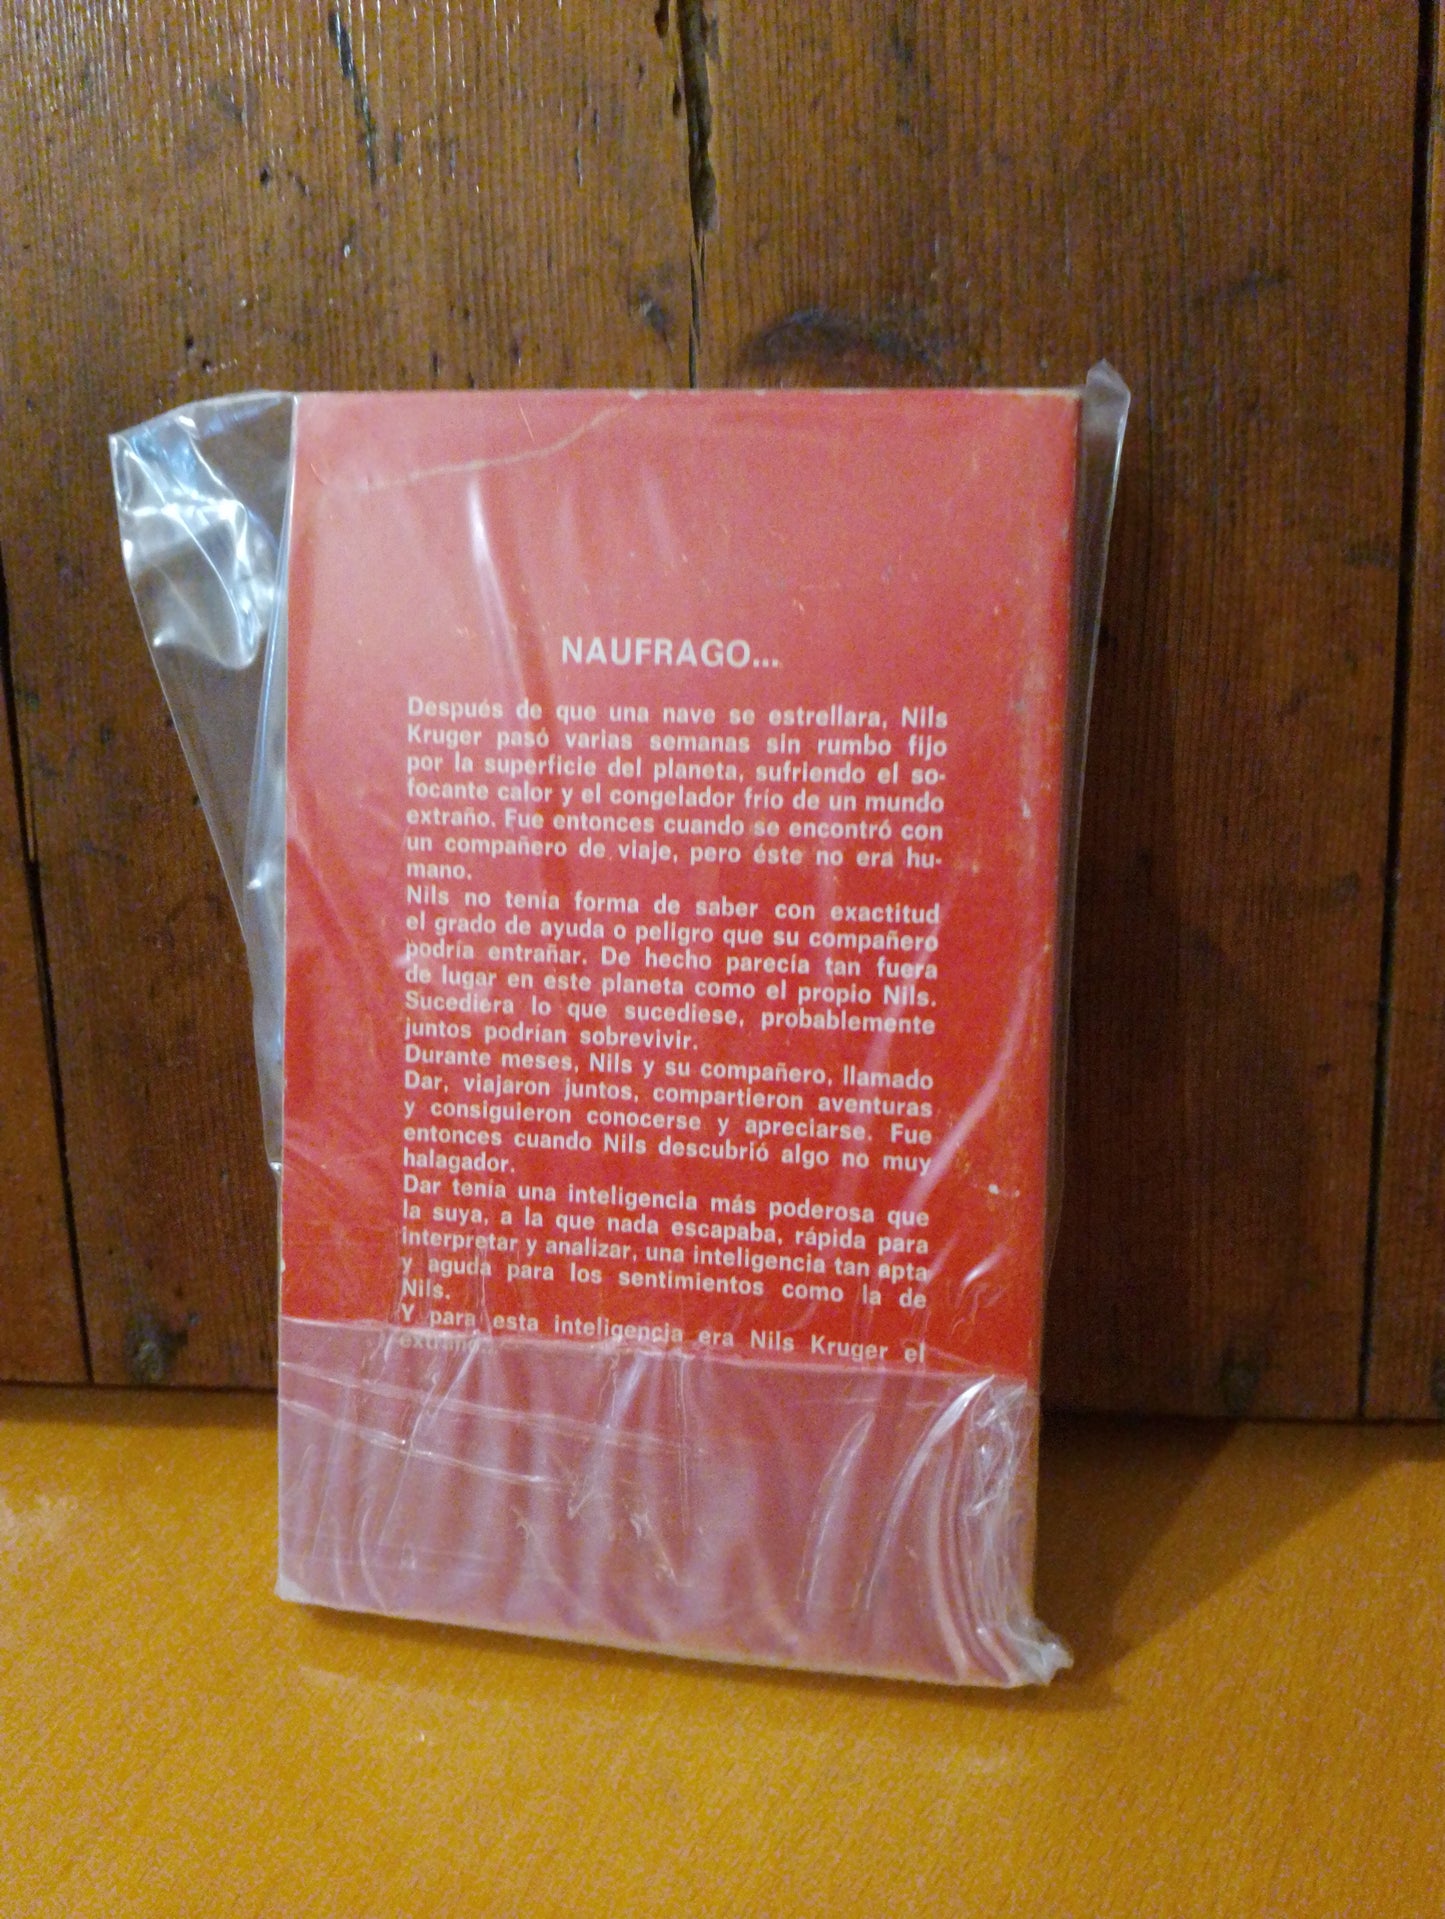 NAUFRAGO...
Después de que una nave se estrellara, Nils
Kruger pasó varias semanas sin rumbo fijo
por la superficie del planeta, sufriendo el so-
focante calor y el congelador frío de un mundo
extraño. Fue entonces cuando se encontró con
un compañero de viaje, pero éste no era hu-
mano.
Nils no tenía forma de saber con exactitud
el grado de ayuda o peligro que su compañero
podría entrañar. De hecho parecía tan fuera
de lugar en este planeta como el propio Nils.
Sucediera lo que sucediese, probablemente
juntos podrían sobrevivir.
Durante meses, Nils y su compañero, llamado
Dar, viajaron juntos, compartieron aventuras
y consiguieron conocerse y apreciarse. Fue
entonces cuando Nils descubrió algo no muy
halagador.
Dar tenía una inteligencia más poderosa que
la suya, a la que nada escapaba, rápida para
interpretar y analizar, una inteligencia tan apta
y aguda para los sentimientos como la de
Nils.
Y para esta inteligencia era Nils Kruger el
extraño...